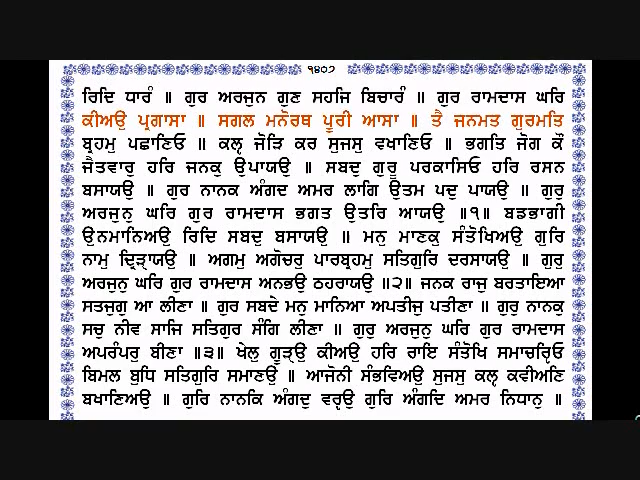 ੧੪੦੭
ਰਿਦਿ ਧਾਰੰ ॥ ਗੁਰ ਅਰਜੁਨ ਗੁਣ ਸਹਜਿ ਬਿਚਾਰੰ ॥ ਗੁਰ ਰਾਮਦਾਸ ਘਰਿ
ਕੀਅਉ ਪ੍ਰਗਾਸਾ ॥ ਸਗਲ ਮਨੋਰਥ ਪੂਰੀ ਆਸਾ ॥ ਤੈ ਜਨਮਤ ਗੁਰਮਤਿ
ਬ੍ਰਹਮੁ ਪਛਾਣਿਓ ॥ ਕਲੵ ਜੋੜਿ ਕਰ ਸੁਜਸੁ ਵਖਾਣਿਓ ॥ ਭਗਤਿ ਜੋਗ ਕੌ
ਜੈਤਵਾਰੁ ਹਰਿ ਜਨਕੁ ਉਪਾਯਉ ॥ ਸਬਦੁ ਗੁਰੂ ਪਰਕਾਸਿਓ ਹਰਿ ਰਸਨ
ਬਸਾਯਉ ॥ ਗੁਰ ਨਾਨਕ ਅੰਗਦ ਅਮਰ ਲਾਗਿ ਉਤਮ ਪਦੁ ਪਾਯਉ ॥ ਗੁਰੁ
ਅਰਜੁਨੁ ਘਰਿ ਗੁਰ ਰਾਮਦਾਸ ਭਗਤ ਉਤਰਿ ਆਯਉ ॥੧॥ ਬਡਭਾਗੀ
ਉਨਮਾਨਿਅਉ ਰਿਦਿ ਸਬਦੁ ਬਸਾਯਉ ॥ ਮਨੁ ਮਾਣਕੁ ਸੰਤੋਖਿਅਉ ਗੁਰਿ
ਨਾਮੁ ਦ੍ਰਿੜ੍ਹਾਯਉ ॥ ਅਗਮੁ ਅਗੋਚਰੁ ਪਾਰਬ੍ਰਹਮੁ ਸਤਿਗੁਰਿ ਦਰਸਾਯਉ ॥ ਗੁਰੁ
ਅਰਜੁਨੁ ਘਰਿ ਗੁਰ ਰਾਮਦਾਸ ਅਨਭਉ ਠਹਰਾਯਉ ॥੨॥ ਜਨਕ ਰਾਜੁ ਬਰਤਾਇਆ
ਸਤਜੁਗੁ ਆਲੀਣਾ ॥ ਗੁਰ ਸਬਦੇ ਮਨੁ ਮਾਨਿਆ ਅਪਤੀਜੁ ਪਤੀਣਾ ॥ ਗੁਰੁ ਨਾਨਕੁ
ਸਚੁ ਨੀਵ ਸਾਜਿ ਸਤਿਗੁਰ ਸੰਗਿ ਲੀਣਾ ॥ ਗੁਰੁ ਅਰਜੁਨੁ ਘਰਿ ਗੁਰ ਰਾਮਦਾਸ
ਅਪਰੰਪਰੁ ਬੀਣਾ ॥੩॥ ਖੇਲੁ ਗੂੜ੍ਹਉ ਕੀਅਉ ਹਰਿ ਰਾਇ ਸੰਤੋਖਿ ਸਮਾਚਰਿ੍ਓ
ਬਿਮਲ ਬੁਧਿ ਸਤਿਗੁਰਿ ਸਮਾਣਉ ॥ ਆਜੋਨੀ ਸੰਭਵਿਅਉ ਸੁਜਸੁ ਕਲੵ ਕਵੀਅਣਿ
ਬਖਾਣਿਅਉ ॥ ਗੁਰਿ ਨਾਨਕਿ ਅੰਗਦੁ ਵਰ੍ਉ ਗੁਰਿ ਅੰਗਦਿ ਅਮਰ ਨਿਧਾਨੁ ॥